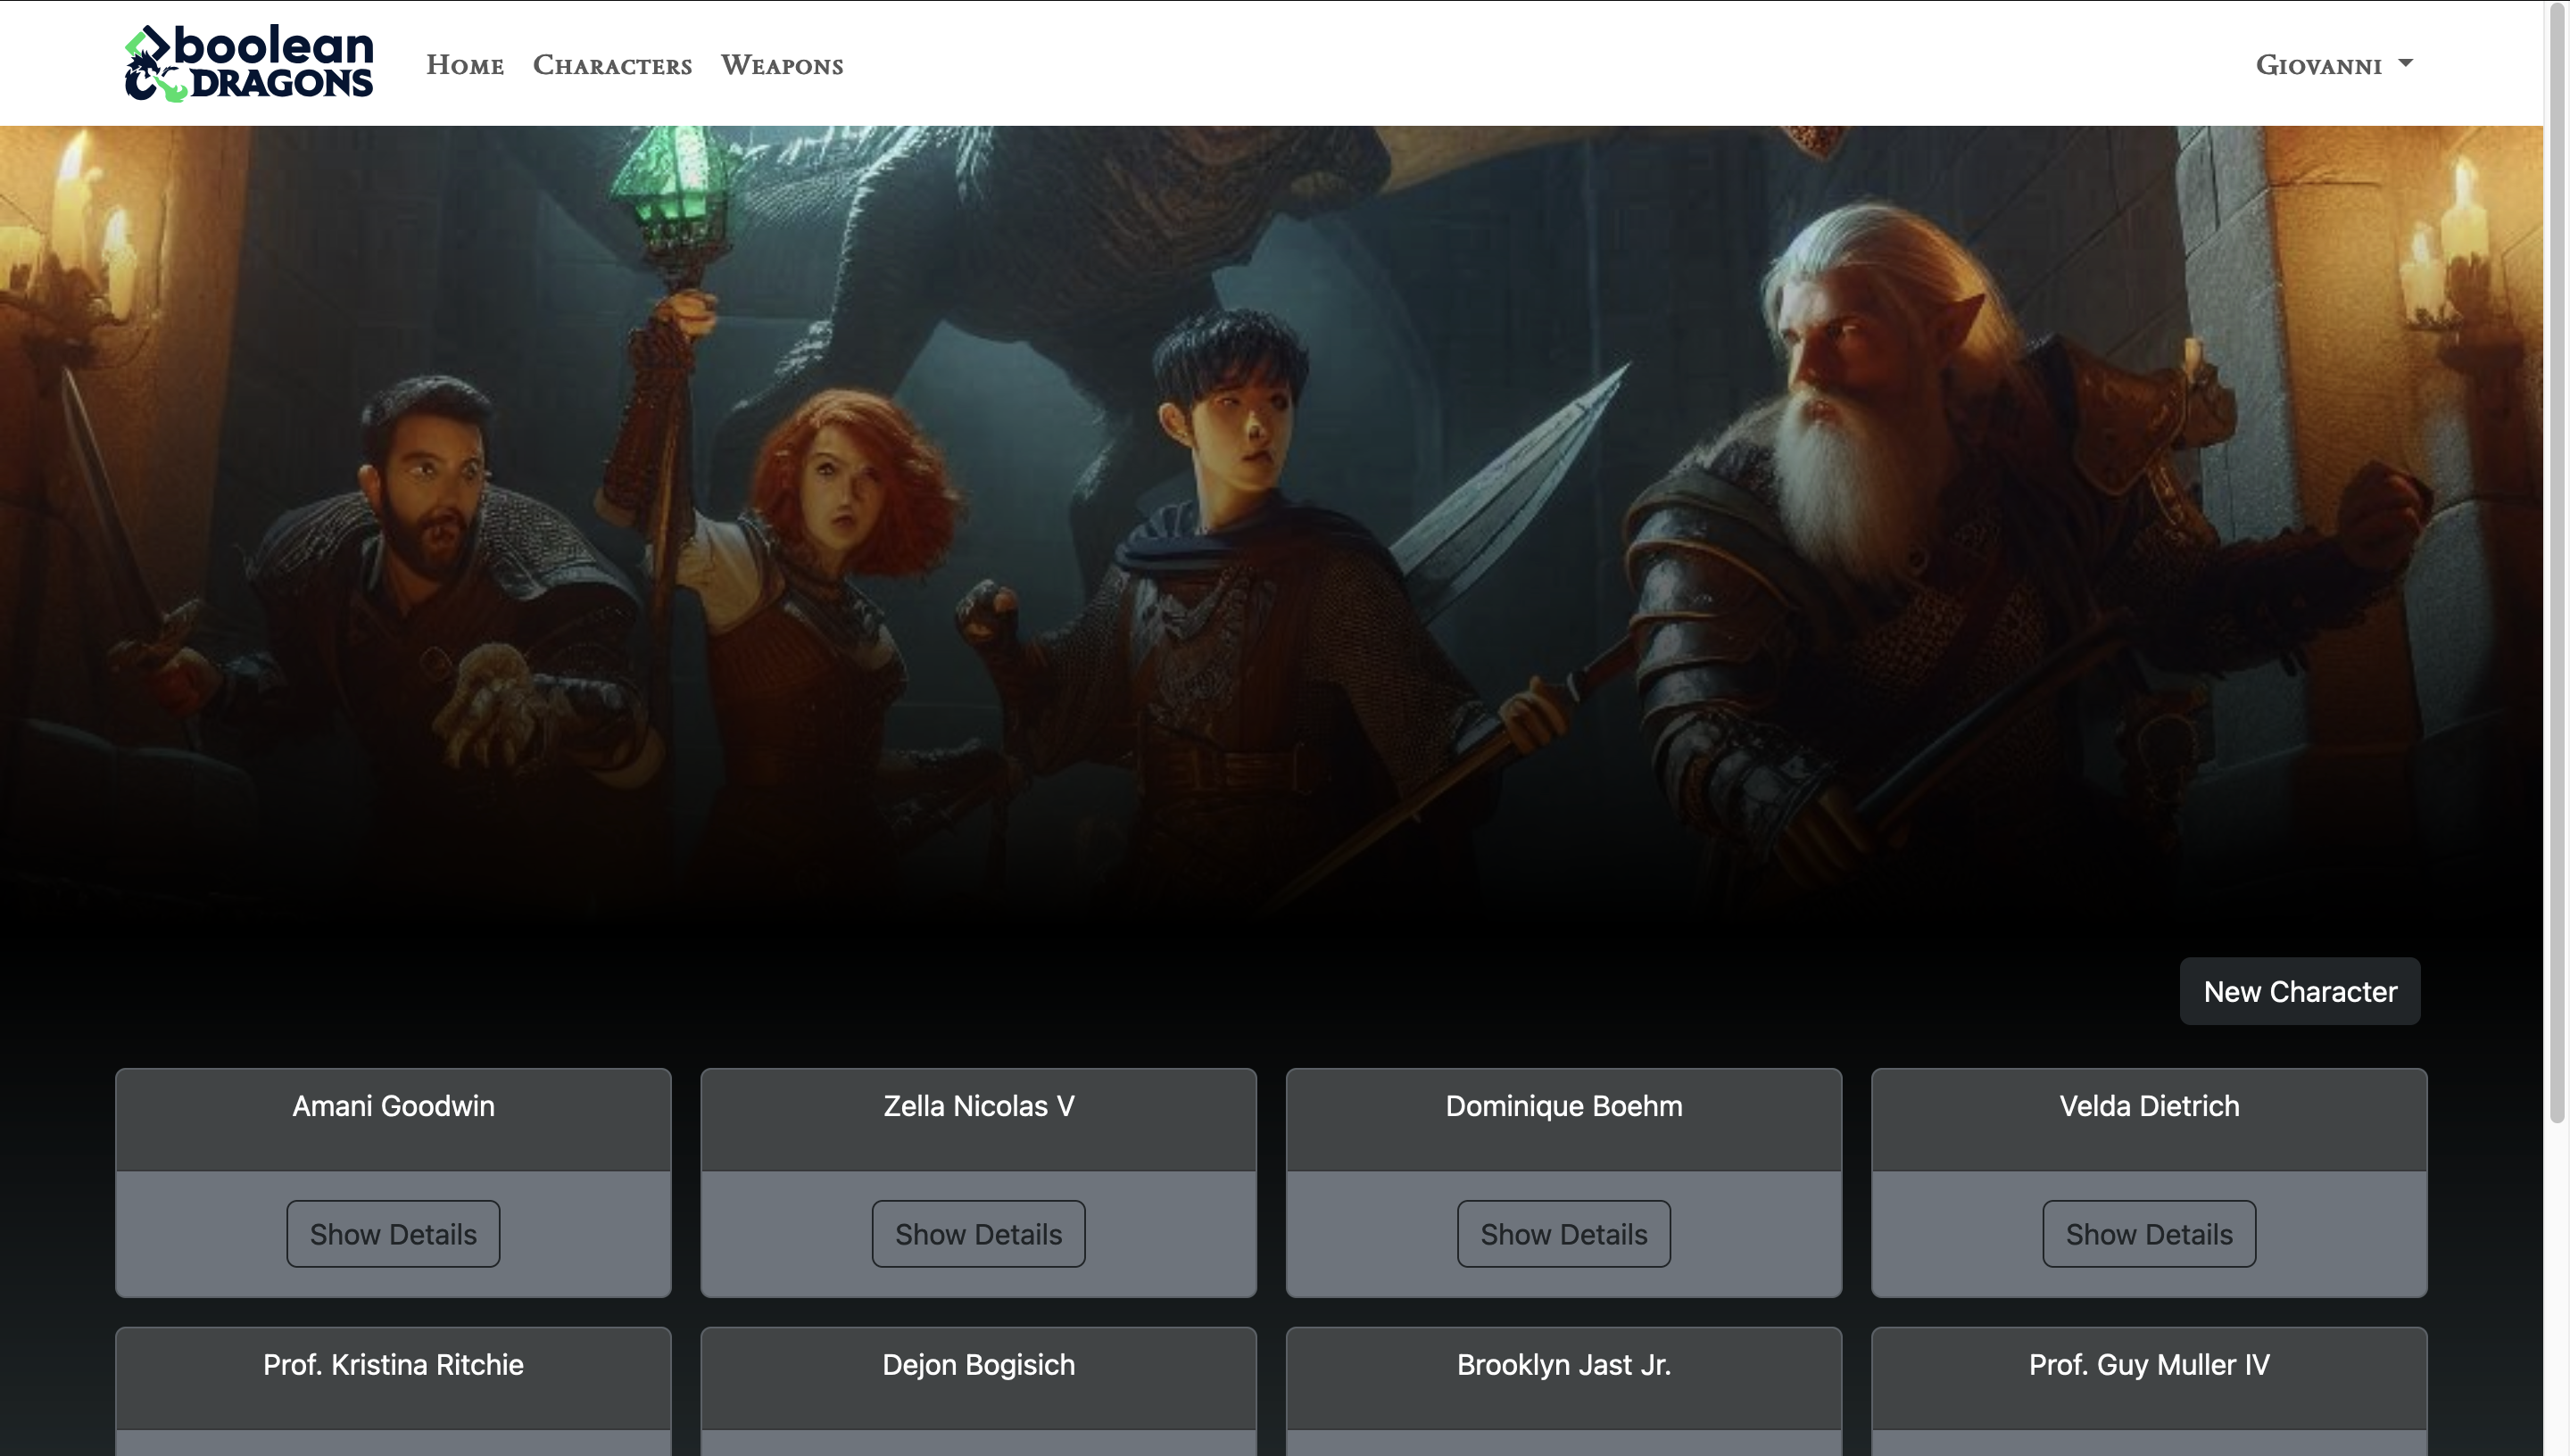 boolean
DRAGONS
Home Characters Weapons
Giovanni
New Character
Amani Goodwin
Zella Nicolas V
Dominique Boehm
Velda Dietrich
Show Details
Show Details
Show Details
Show Details
Prof. Kristina Ritchie
Dejon Bogisich
Brooklyn Jast Jr.
Prof. Guy Muller IV